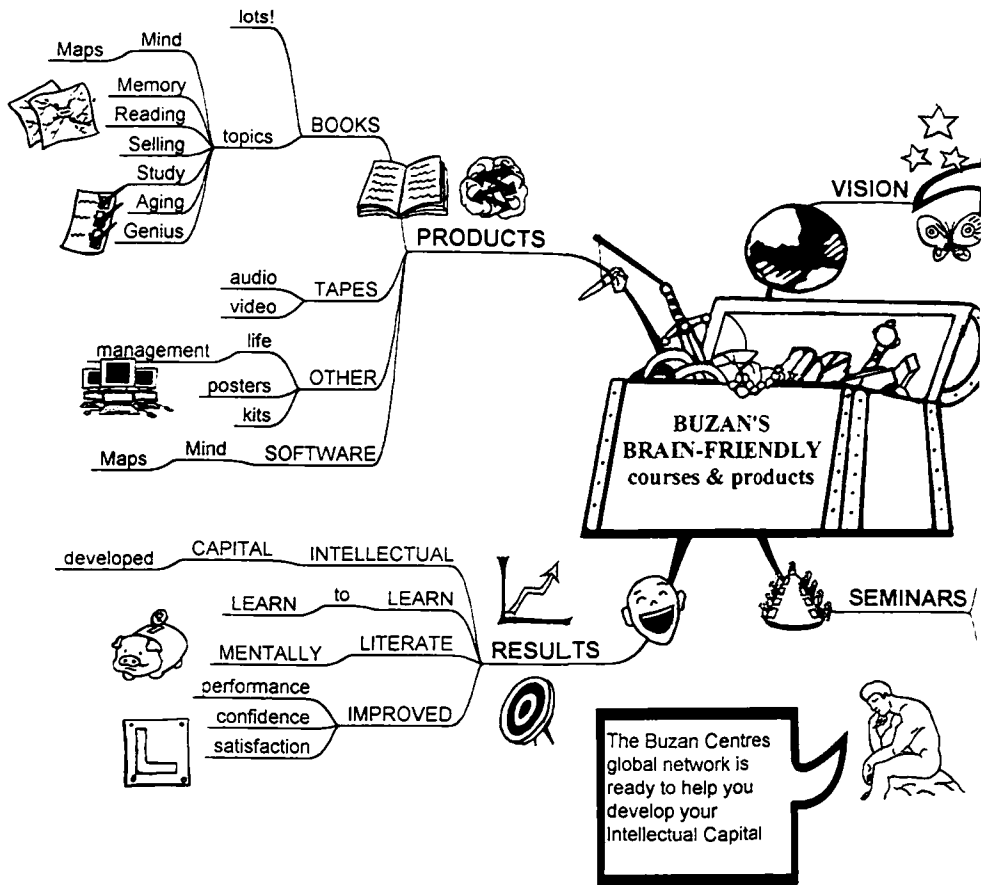 lots!
Maps Mind
Memory
Reading
Selling
Study
Aging
Genius
topics
BOOKS
PRODUCTS
audio
video
TAPES
management life
posters
kits
OTHER
Maps Mind SOFTWARE
VISION
BUZAN'S
BRAIN-FRIENDLY
courses & products
SEMINARS
developed CAPITAL INTELLECTUAL
LEARN to LEARN
MENTALLY LITERATE
performance
confidence
satisfaction
IMPROVED
RESULTS
L
The Buzan Centres
global network is
ready to help you
develop your
Intellectual Capital